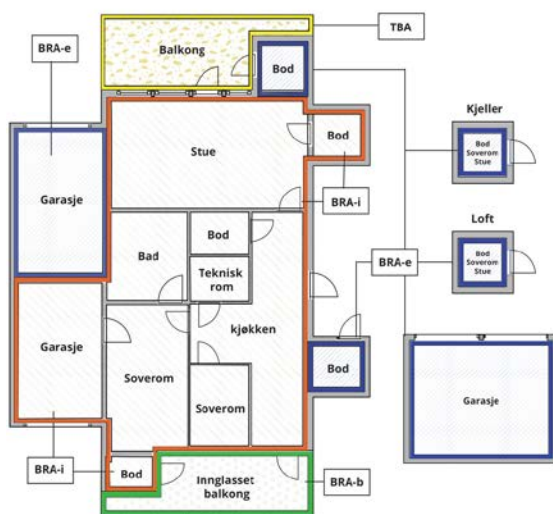 TBA
BRA-e
Balkong
Bod
Kjeller
Stue
Bod
Bod
Soverom
Stue
Garasje
BRA-i
Loft
Bod
Bad
Teknisk
rom
BRA-e
Bod
Soverom
Stue
kjøkken
Garasje
Soverom
Bod
Soverom
Garasje
BRA-i
Bod
Innglasset
balkong
BRA-b